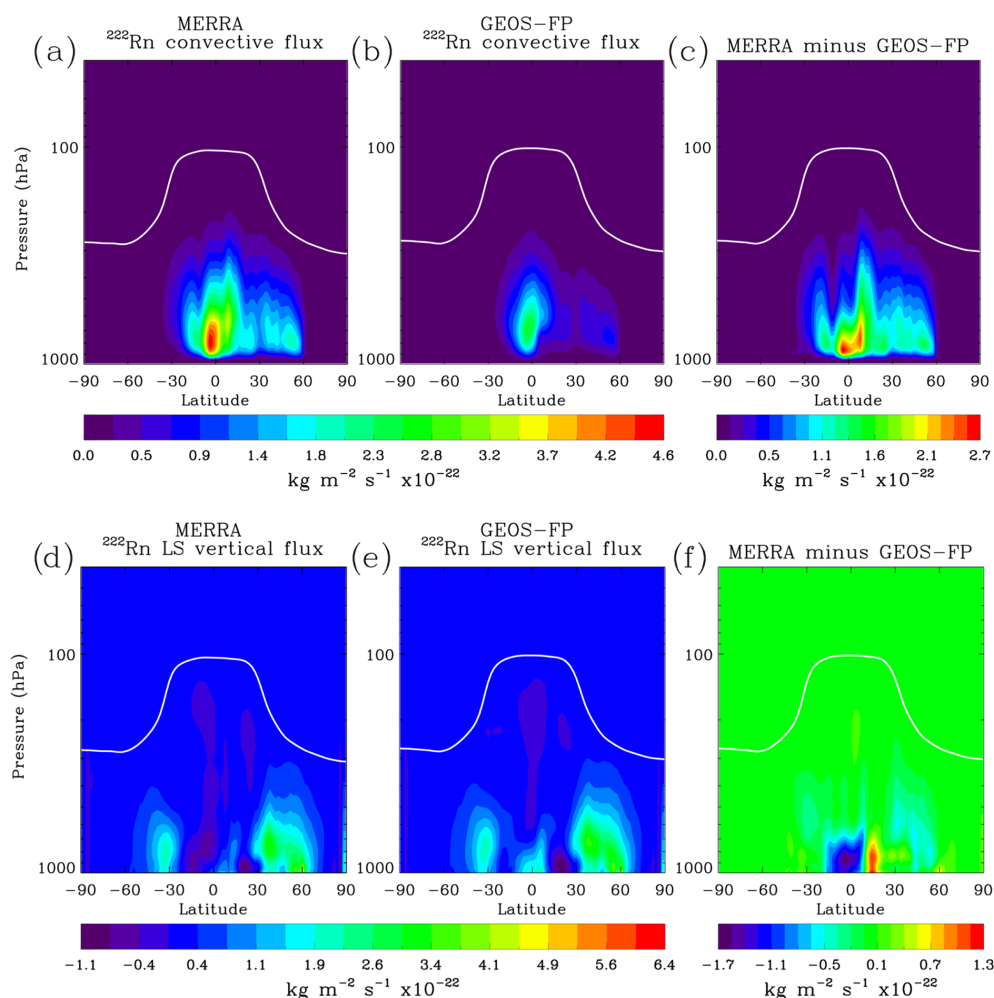 (a)
MERRA
²²²Rn convective flux
(b)
GEOS−FP
²²²Rn convective flux
(c)
MERRA minus GEOS−FP
Pressure (hPa)
100
1000
−90 −60 −30 0 30 60 90
Latitude
100
1000
−90 −60 −30 0 30 60 90
Latitude
100
1000
−90 −60 −30 0 30 60 90
Latitude
0.0 0.5 0.9 1.4 1.8 2.3 2.8 3.2 3.7 4.2 4.6
kg m⁻² s⁻¹ x10⁻²²
0.0 0.5 1.1 1.6 2.1 2.7
kg m⁻² s⁻¹ x10⁻²²
(d)
MERRA
²²²Rn LS vertical flux
(e)
GEOS−FP
²²²Rn LS vertical flux
(f)
MERRA minus GEOS−FP
Pressure (hPa)
100
1000
−90 −60 −30 0 30 60 90
Latitude
100
1000
−90 −60 −30 0 30 60 90
Latitude
100
1000
−90 −60 −30 0 30 60 90
Latitude
−1.1 −0.4 0.4 1.1 1.9 2.6 3.4 4.1 4.9 5.6 6.4
kg m⁻² s⁻¹ x10⁻²²
−1.7 −1.1 −0.5 0.1 0.7 1.3
kg m⁻² s⁻¹ x10⁻²²